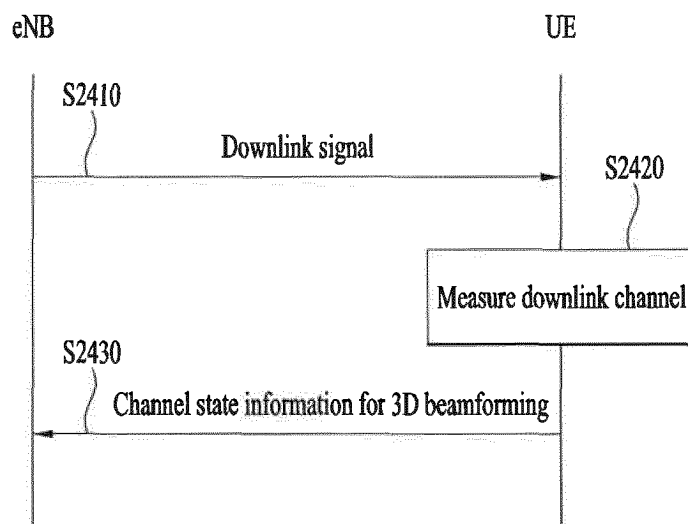 eNB
UE
S2410
Downlink signal
S2420
Measure downlink channel
S2430
Channel state information for 3D beamforming